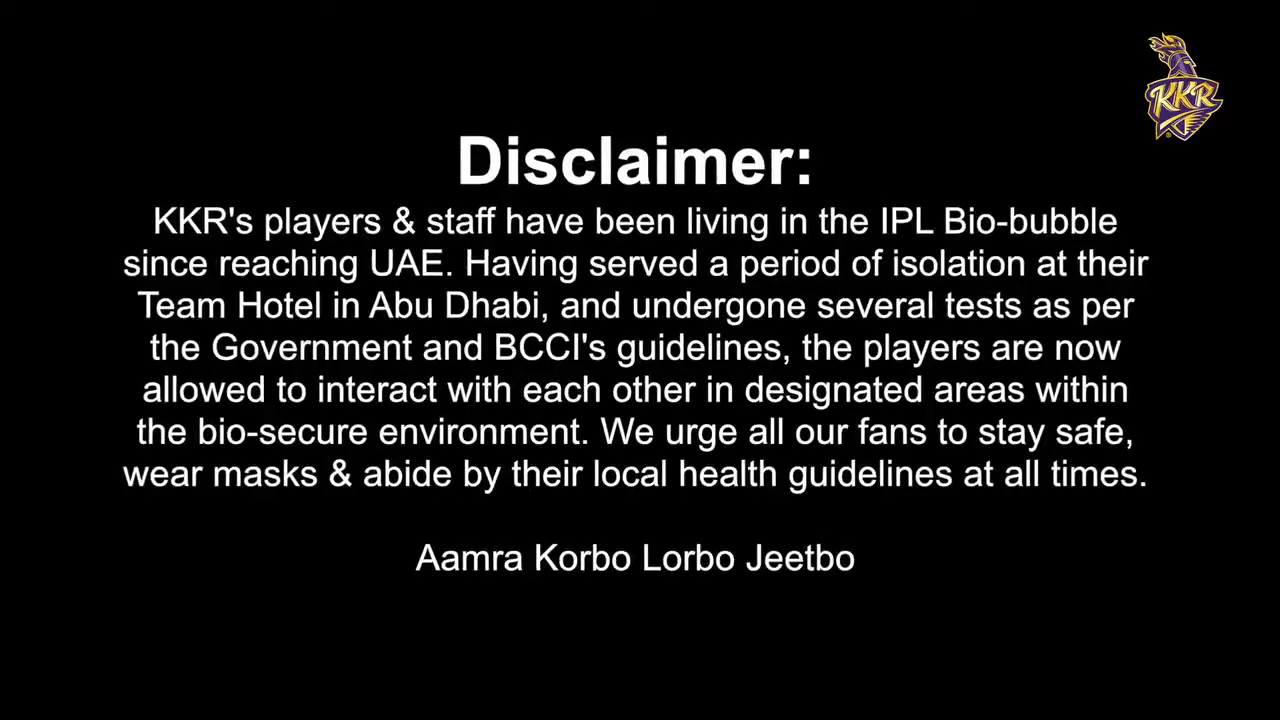 KKR
Disclaimer:
KKR's players & staff have been living in the IPL Bio-bubble
since reaching UAE. Having served a period of isolation at their
Team Hotel in Abu Dhabi, and undergone several tests as per
the Government and BCCI's guidelines, the players are now
allowed to interact with each other in designated areas within
the bio-secure environment. We urge all our fans to stay safe,
wear masks & abide by their local health guidelines at all times.
Aamra Korbo Lorbo Jeetbo